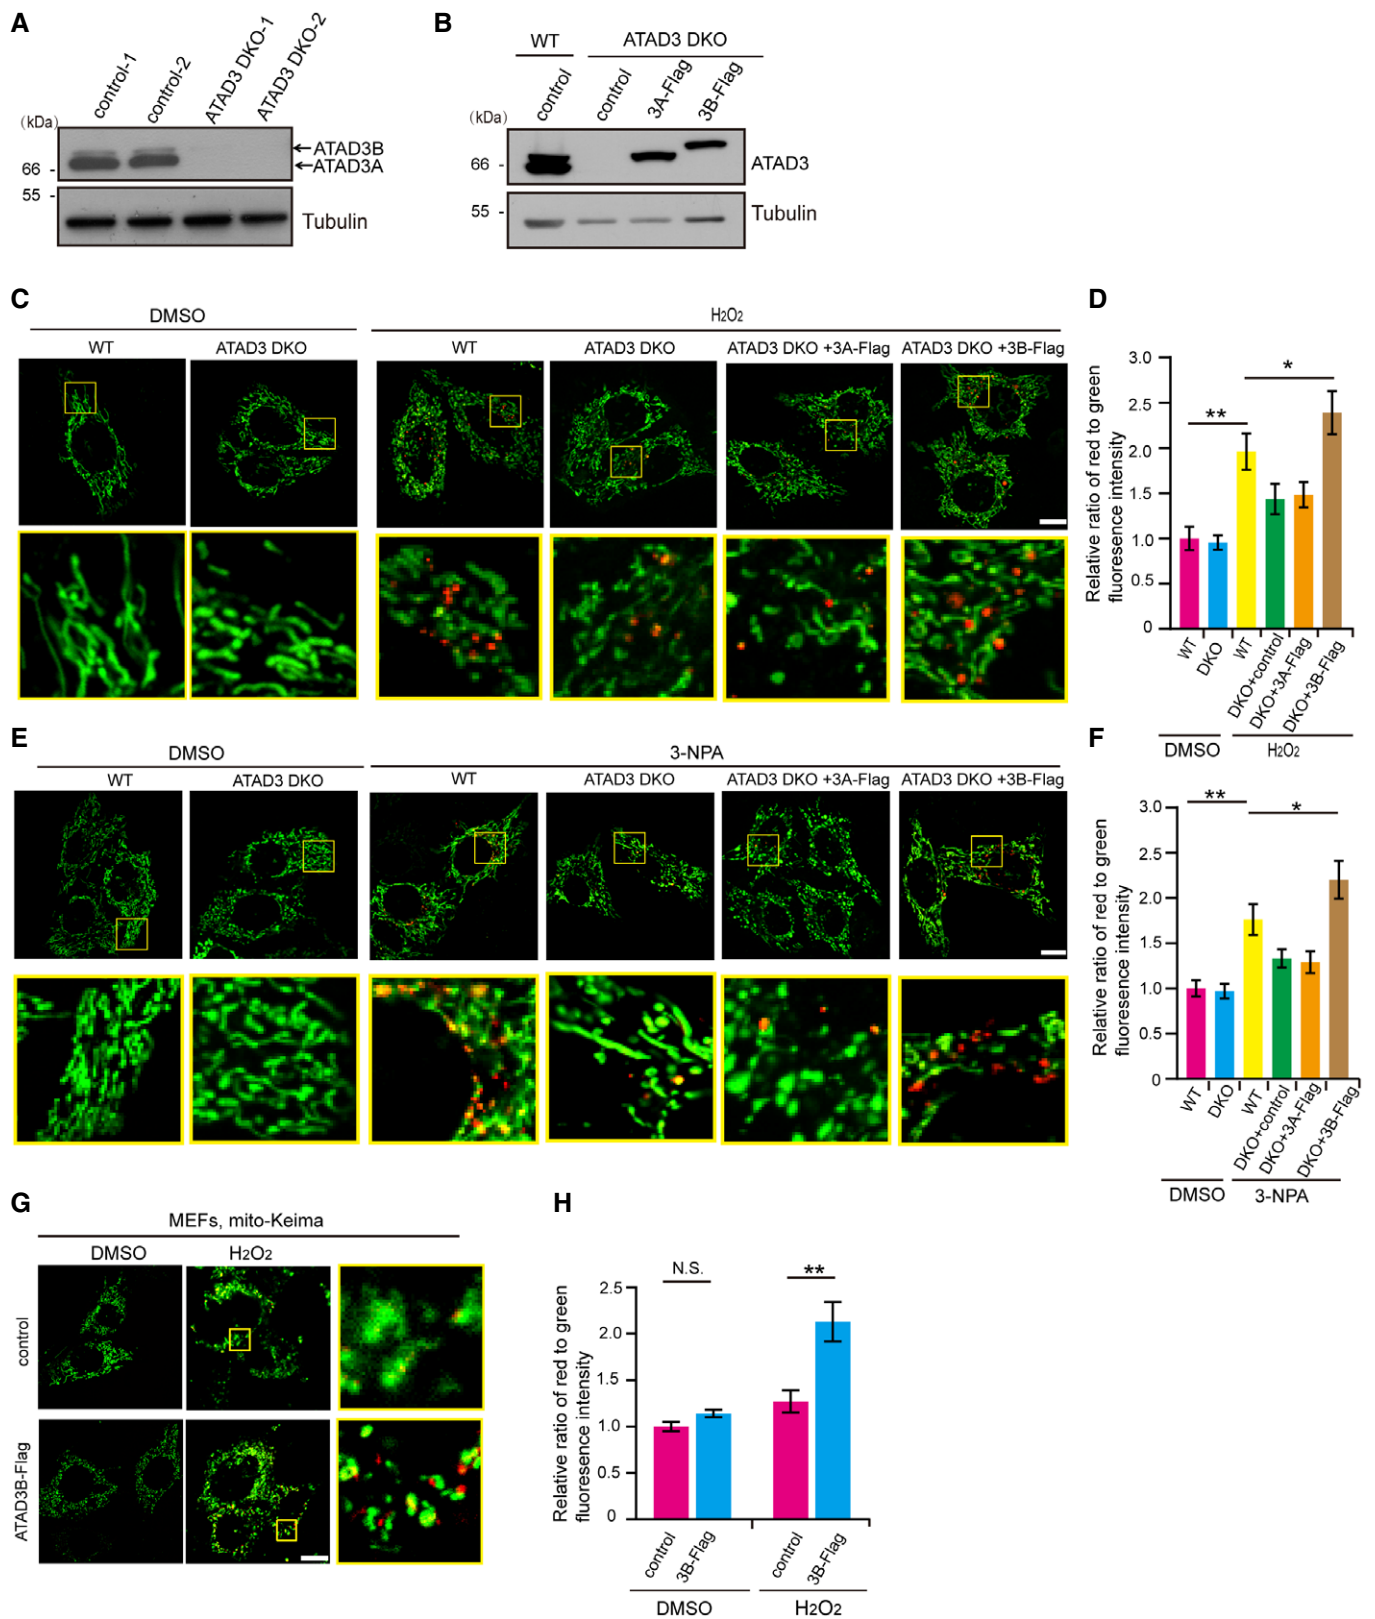 A
control-1
control-2
ATAD3 DKO-1
ATAD3 DKO-2
(kDa)
66 -
55 -
←ATAD3B
←ATAD3A
Tubulin
B
WT
ATAD3 DKO
control
control
3A-Flag
3B-Flag
(kDa)
66 -
55 -
ATAD3
Tubulin
C
DMSO
H2O2
WT
ATAD3 DKO
WT
ATAD3 DKO
ATAD3 DKO +3A-Flag
ATAD3 DKO +3B-Flag
D
Relative ratio of red to green
fluoresence intensity
3.0
2.5
2.0
1.5
1.0
0.5
0
**
*
WT
DKO
WT
DKO+control
DKO+3A-Flag
DKO+3B-Flag
DMSO
H2O2
E
DMSO
3-NPA
WT
ATAD3 DKO
WT
ATAD3 DKO
ATAD3 DKO +3A-Flag
ATAD3 DKO +3B-Flag
F
Relative ratio of red to green
fluoresence intensity
3.0
2.5
2.0
1.5
1.0
0.5
0
**
*
WT
DKO
WT
DKO+control
DKO+3A-Flag
DKO+3B-Flag
DMSO
3-NPA
G
MEFs, mito-Keima
DMSO
H2O2
control
ATAD3B-Flag
H
Relative ratio of red to green
fluoresence intensity
2.5
2.0
1.5
1.0
0.5
0
N.S.
**
control
3B-Flag
control
3B-Flag
DMSO
H2O2